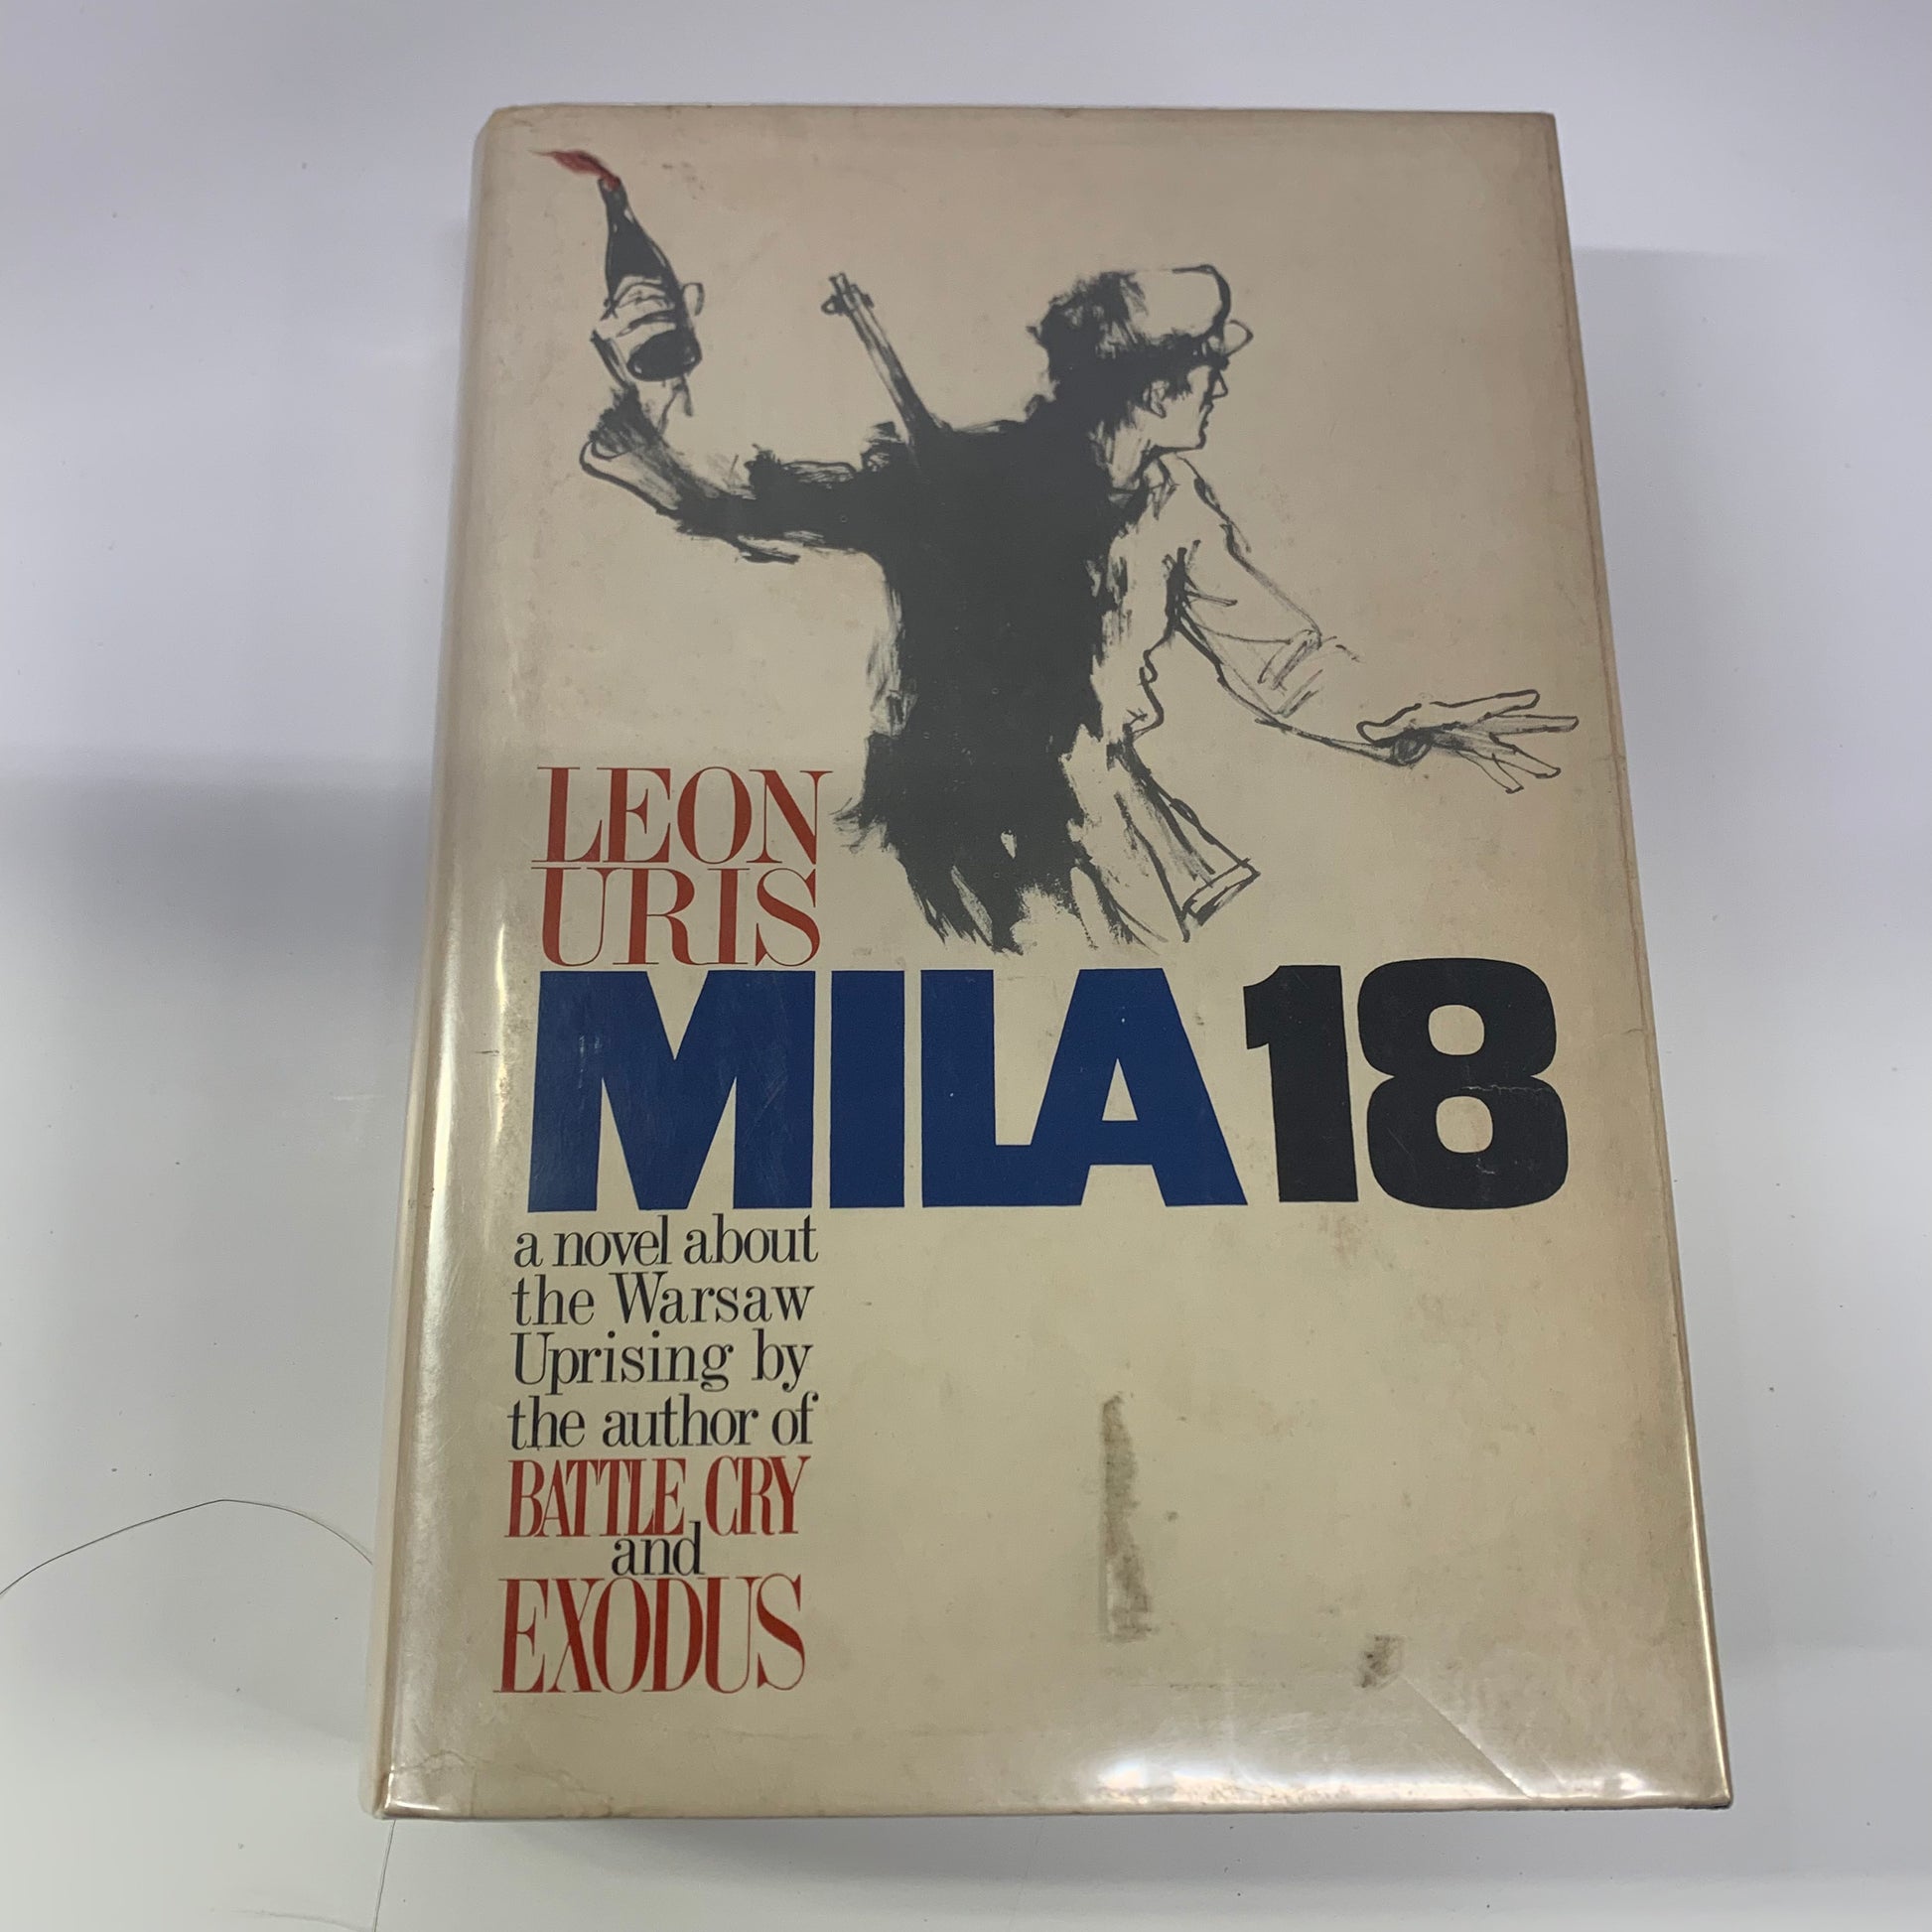 LEON
URIS
MILA 18
a novel about
the Warsaw
Uprising by
the author of
BATTLE CRY
and
EXODUS